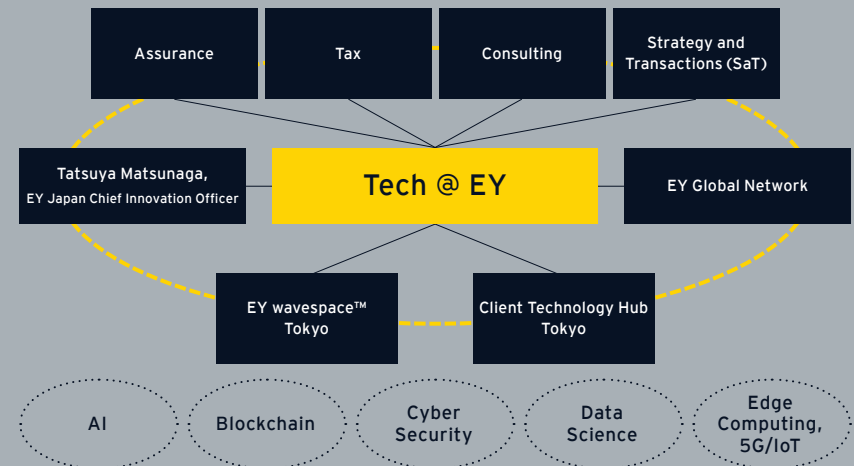 Assurance
Tax
Consulting
Strategy and
Transactions (SaT)
Tatsuya Matsunaga,
EY Japan Chief Innovation Officer
Tech @ EY
EY Global Network
EY wavespace™
Tokyo
Client Technology Hub
Tokyo
AI
Blockchain
Cyber
Security
Data
Science
Edge
Computing,
5G/IoT